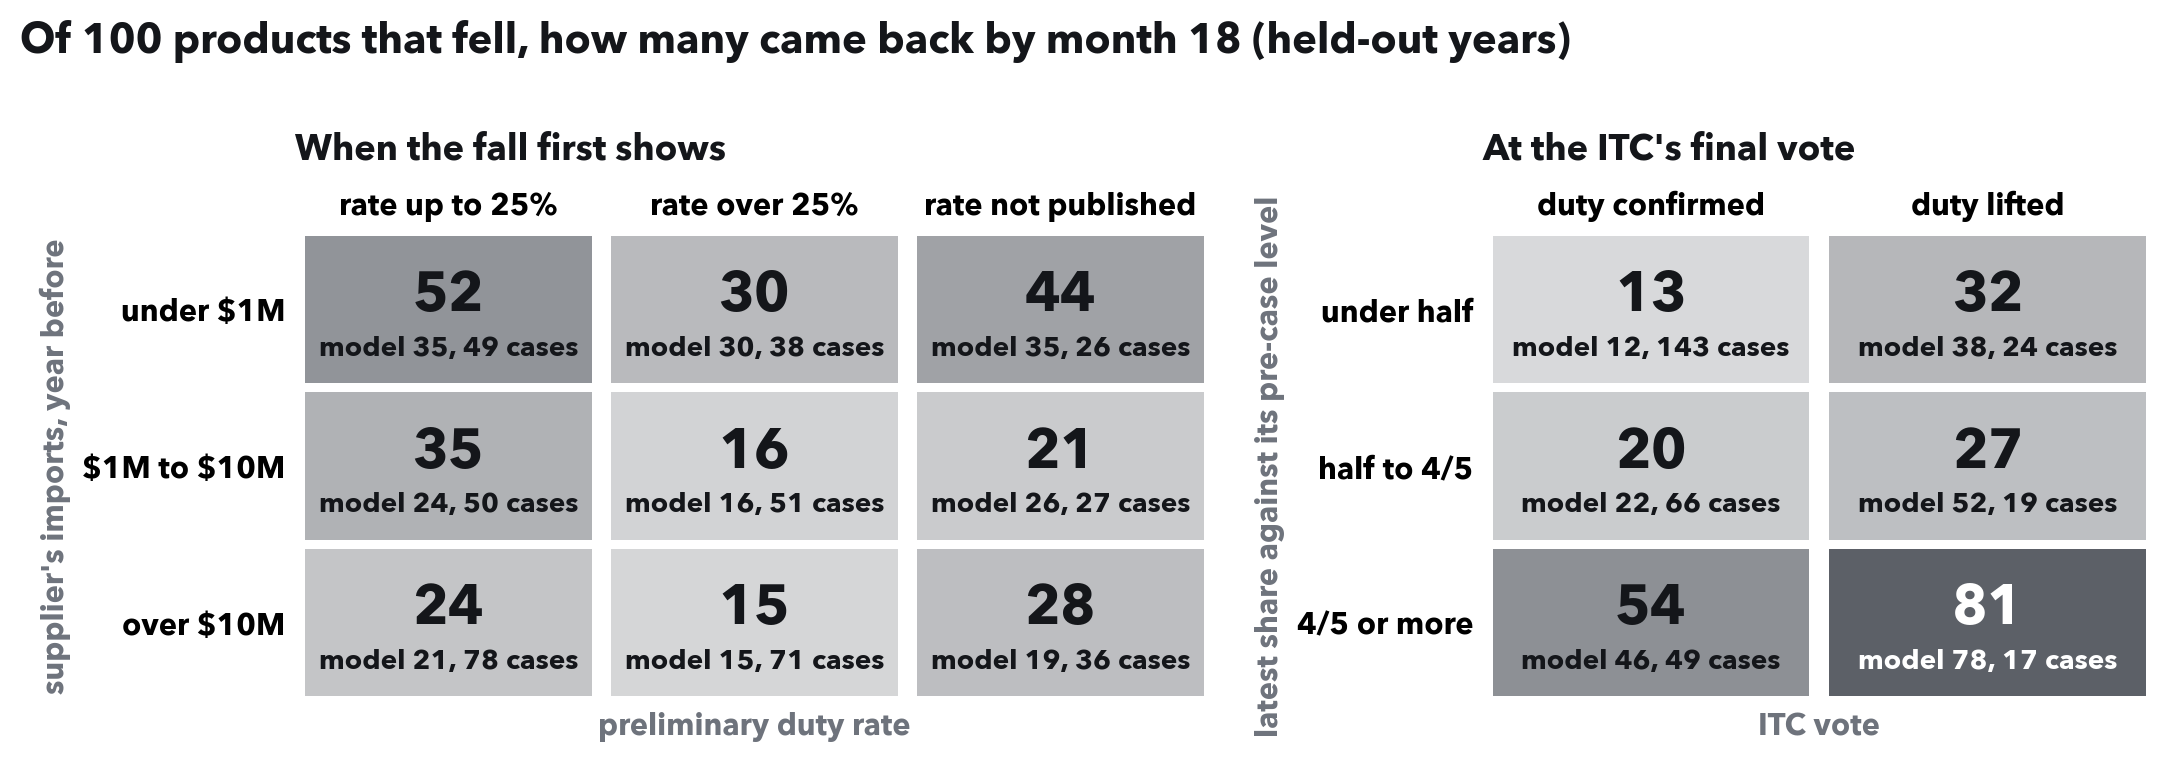 Of 100 products that fell, how many came back by month 18 (held-out years)
When the fall first shows
rate up to 25%
rate over 25%
rate not published
supplier's imports, year before
under $1M
52
model 35, 49 cases
30
model 30, 38 cases
44
model 35, 26 cases
$1M to $10M
35
model 24, 50 cases
16
model 16, 51 cases
21
model 26, 27 cases
over $10M
24
model 21, 78 cases
15
model 15, 71 cases
28
model 19, 36 cases
preliminary duty rate
At the ITC's final vote
duty confirmed
duty lifted
latest share against its pre-case level
under half
13
model 12, 143 cases
32
model 38, 24 cases
half to 4/5
20
model 22, 66 cases
27
model 52, 19 cases
4/5 or more
54
model 46, 49 cases
81
model 78, 17 cases
ITC vote